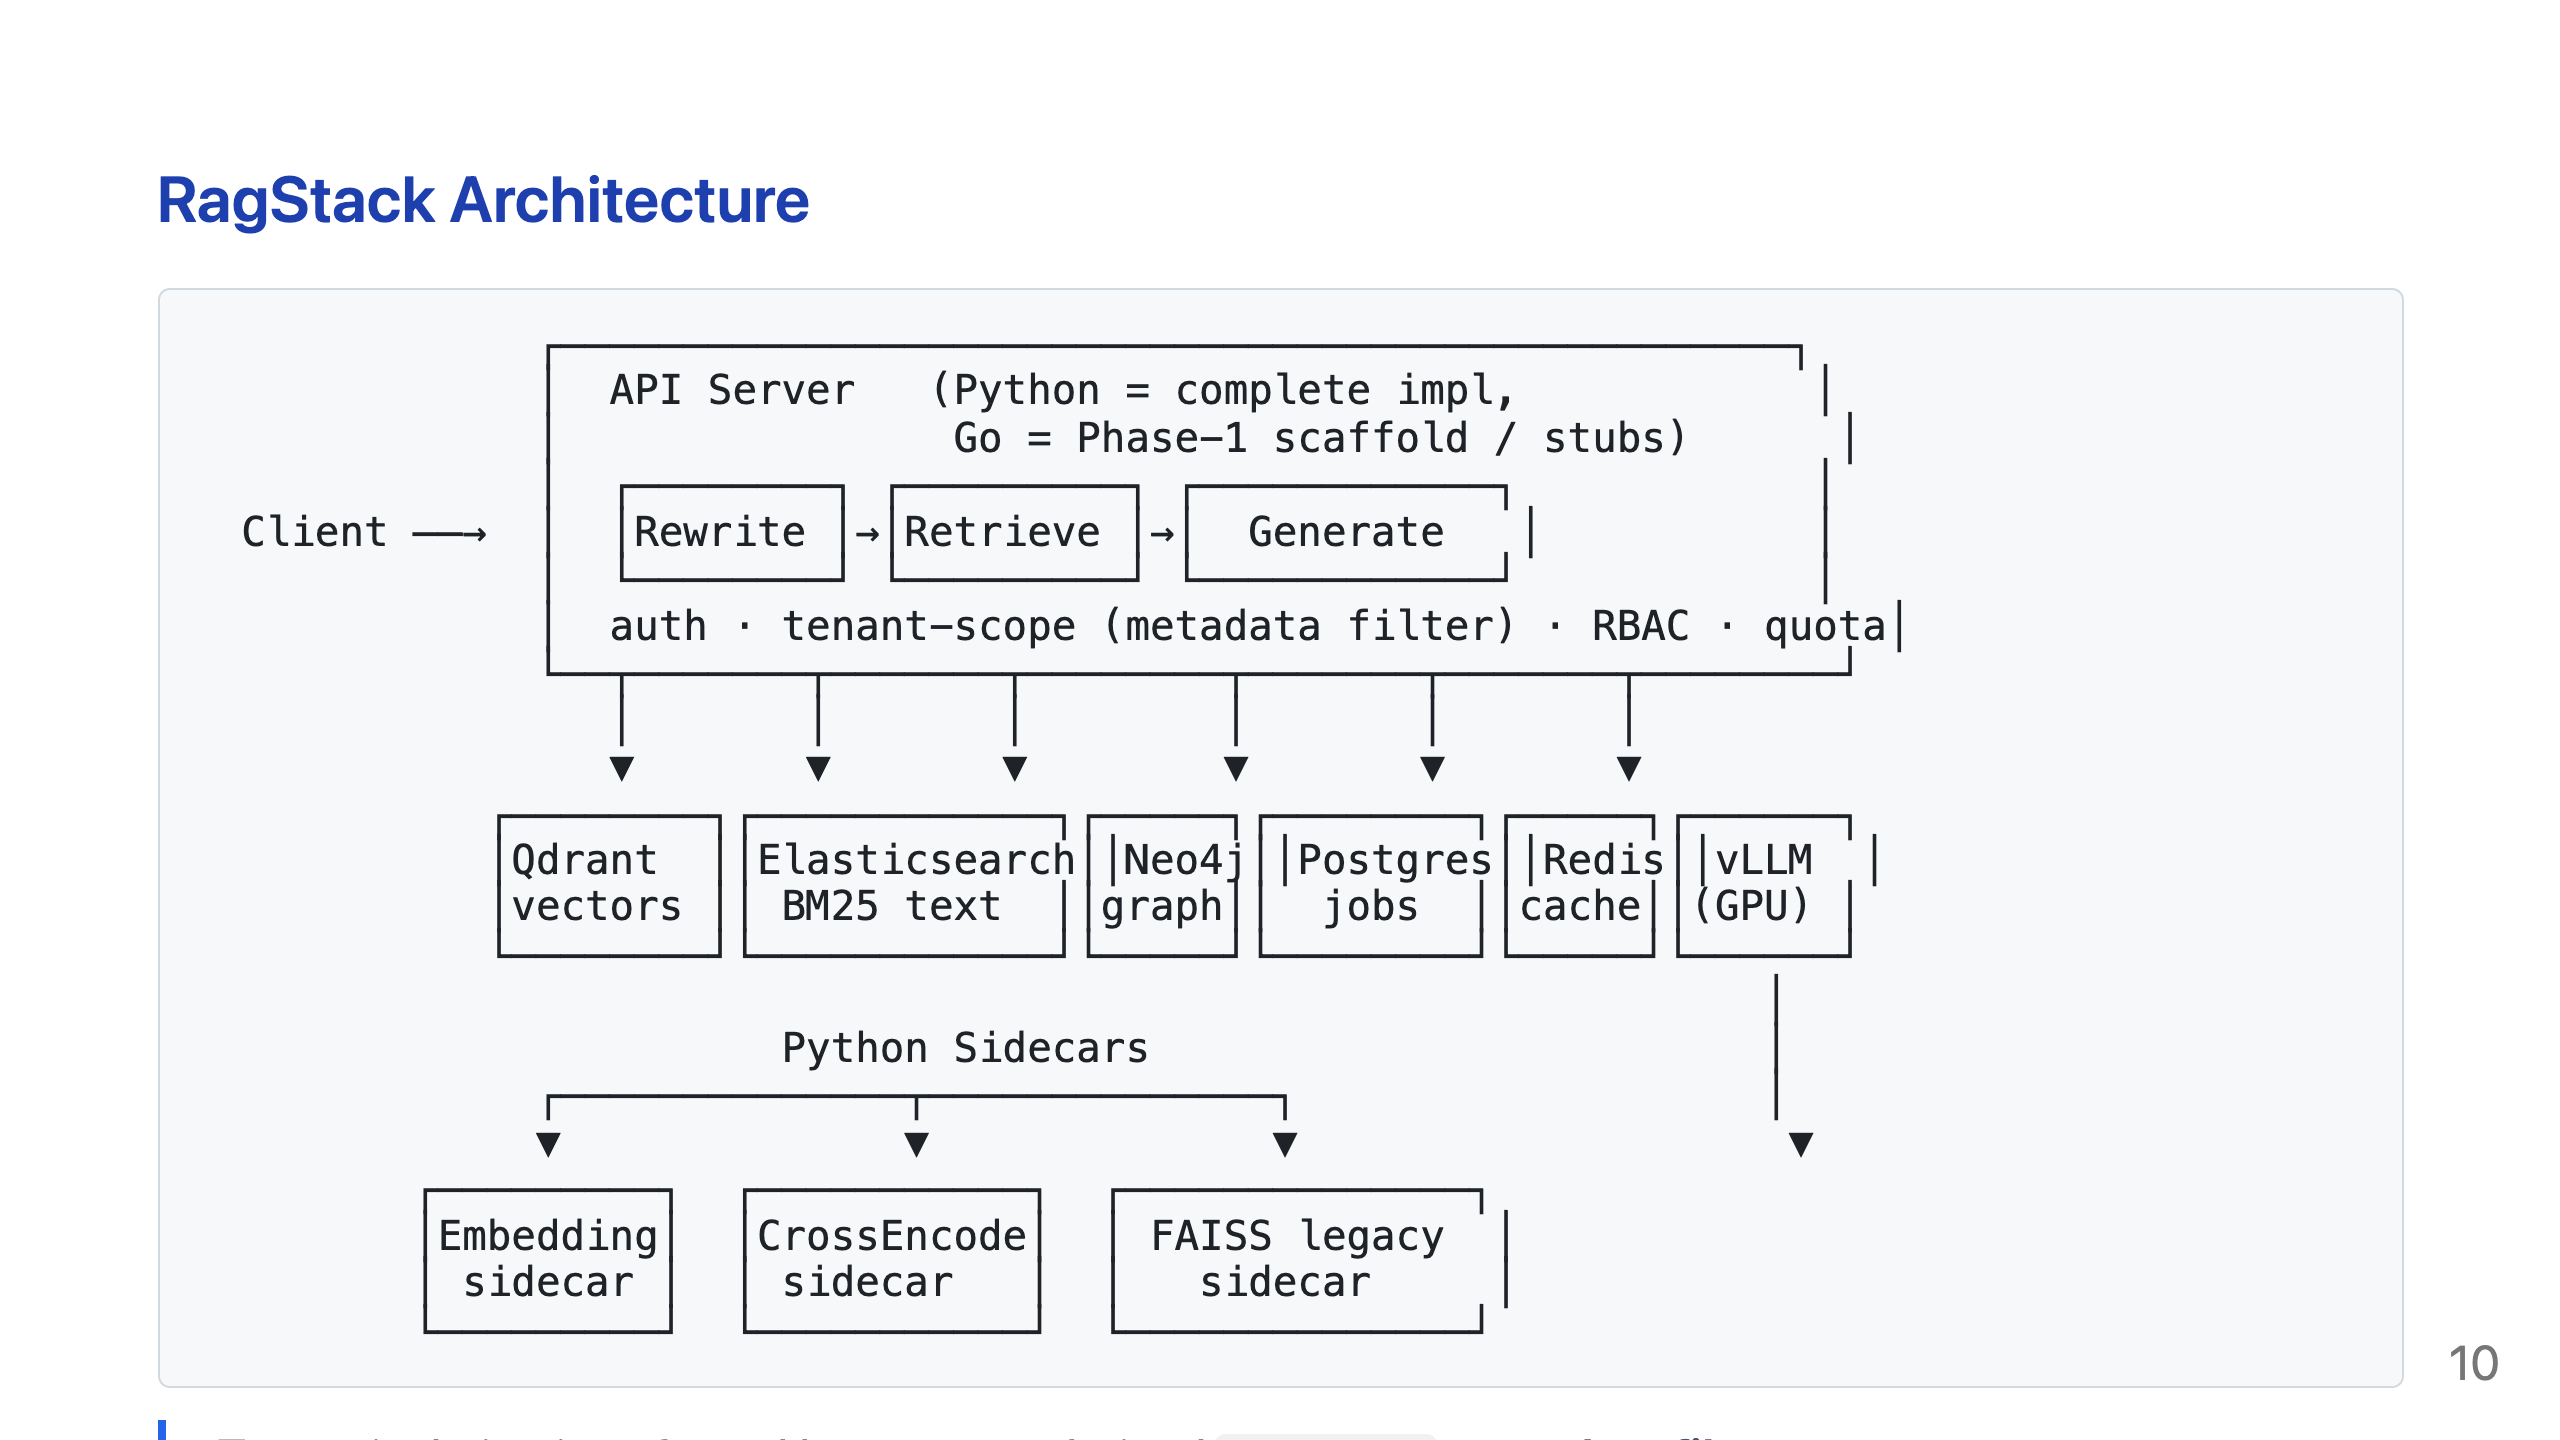 RagStack Architecture
API Server (Python = complete impl,
Go = Phase-1 scaffold / stubs)
Client ──→ Rewrite → Retrieve → Generate
auth · tenant-scope (metadata filter) · RBAC · quota
Qdrant Elasticsearch Neo4j Postgres Redis vLLM
vectors BM25 text graph jobs cache (GPU)
Python Sidecars
Embedding CrossEncode FAISS legacy
sidecar sidecar sidecar
10